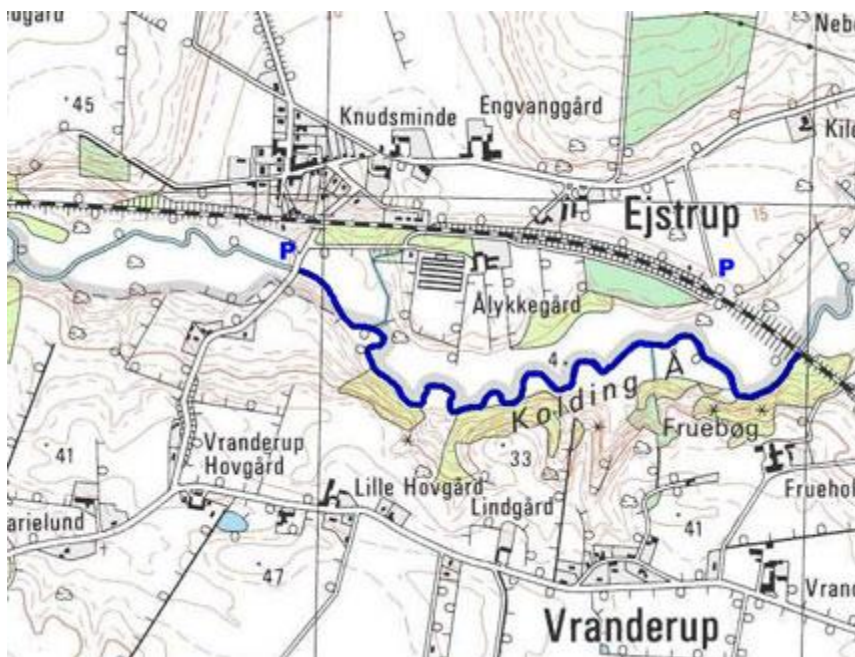 45
Knudsminde
Engvanggård
Ejstrup
15
P
P
Ålykkegård
4
Kolding Å
Fruebøg
Vranderup
Hovgård
41
33
Lille Hovgård
Lindgård
41
47
Vranderup